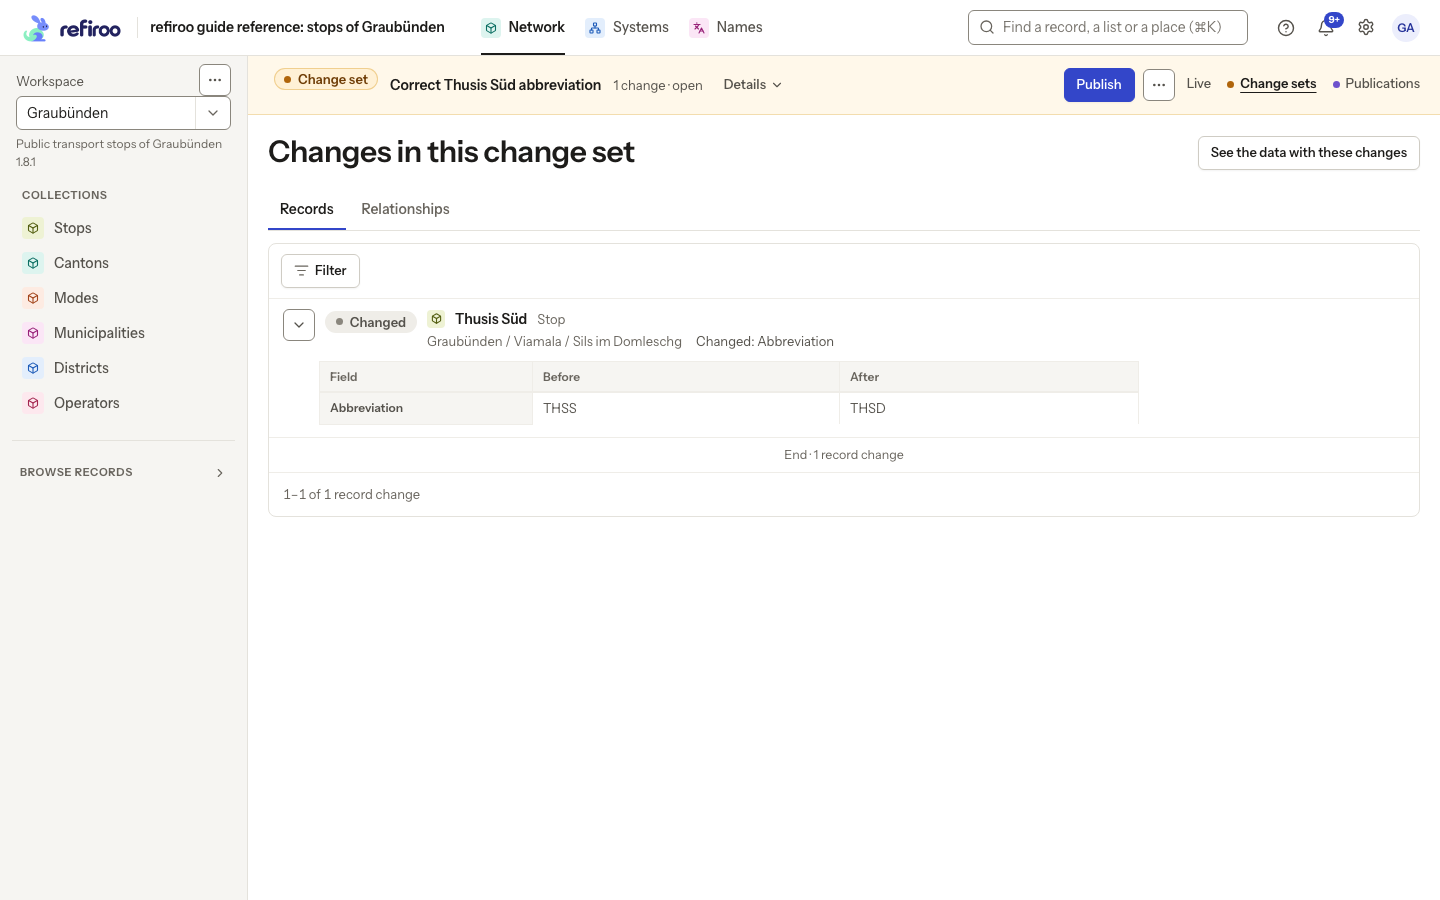 refiroo
refiroo guide reference: stops of Graubünden
Network
Systems
Names
Find a record, a list or a place (⌘K)
9+
GA
Workspace
Graubünden
Public transport stops of Graubünden
1.8.1
COLLECTIONS
Stops
Cantons
Modes
Municipalities
Districts
Operators
BROWSE RECORDS
Change set
Correct Thusis Süd abbreviation
1 change · open
Details
Publish
Live
Change sets
Publications
Changes in this change set
See the data with these changes
Records
Relationships
Filter
Changed
Thusis Süd Stop
Graubünden / Viamala / Sils im Domleschg Changed: Abbreviation
Field Before After
Abbreviation THSS THSD
End · 1 record change
1–1 of 1 record change